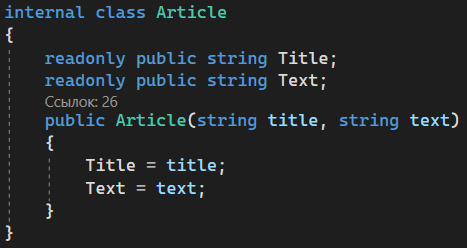 internal class Article
{
readonly public string Title;
readonly public string Text;
Ссылок: 26
public Article(string title, string text)
{
Title = title;
Text = text;
}
}